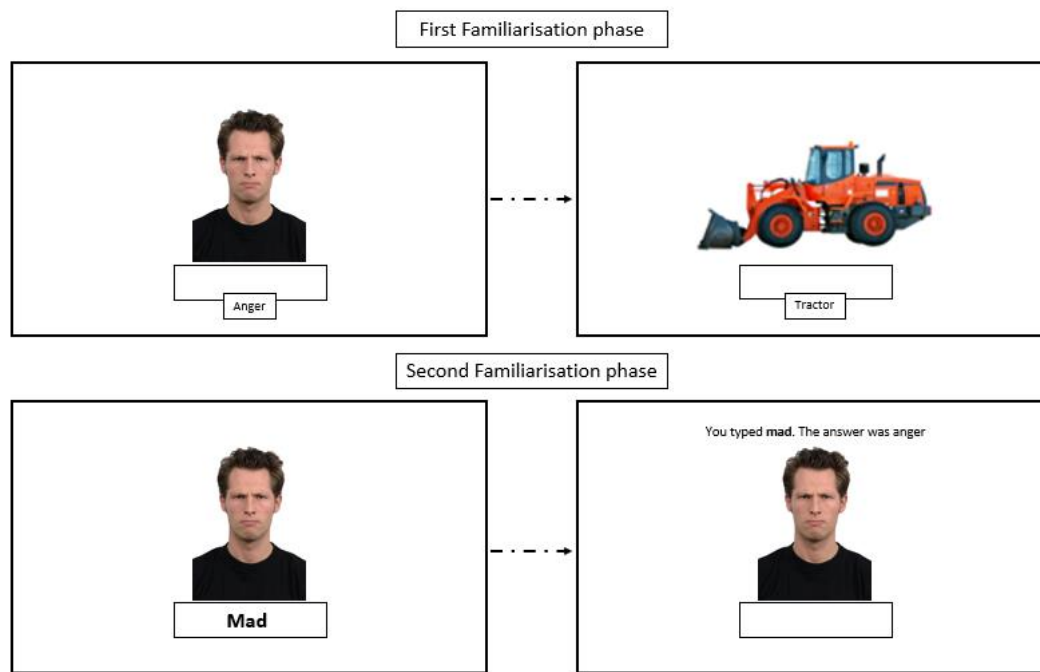 First Familiarisation phase
Anger
Tractor
Second Familiarisation phase
Mad
You typed mad. The answer was anger